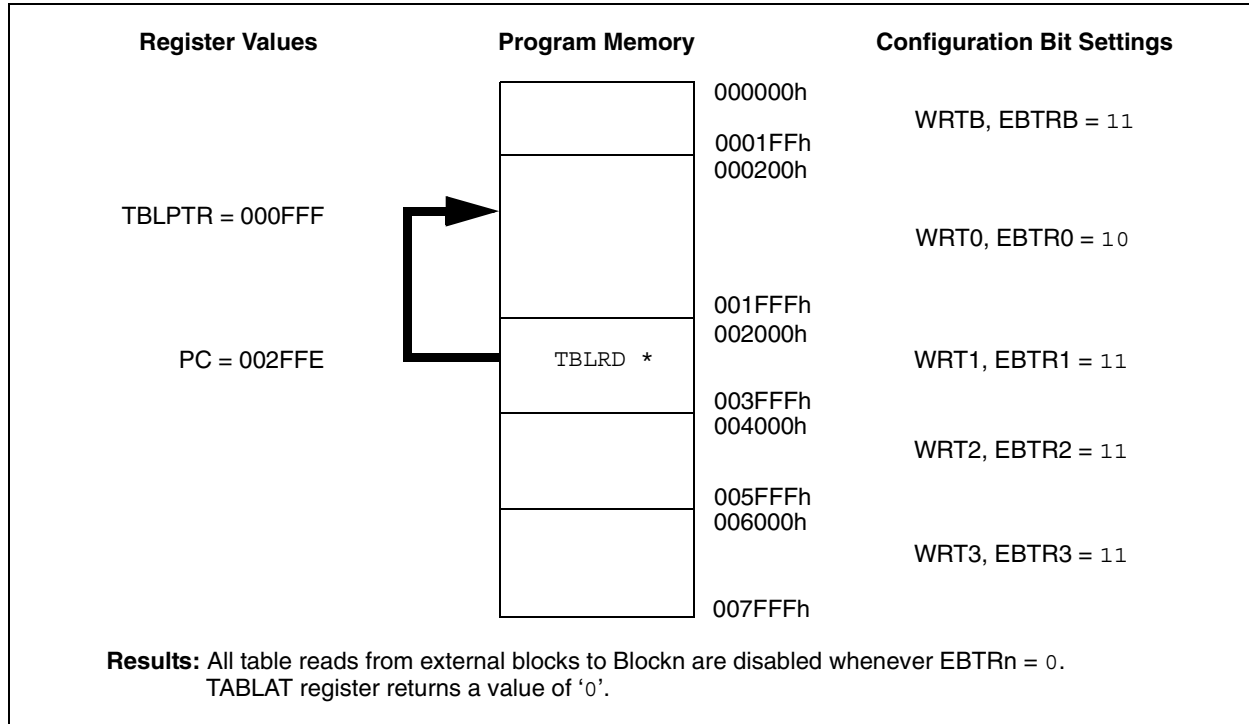 Register Values Program Memory Configuration Bit Settings
000000h
WRTB, EBTRB = 11
0001FFh
000200h
TBLPTR = 000FFF
WRT0, EBTR0 = 10
001FFFh
002000h
PC = 002FFE TBLRD * WRT1, EBTR1 = 11
003FFFh
004000h
WRT2, EBTR2 = 11
005FFFh
006000h
WRT3, EBTR3 = 11
007FFFh
Results: All table reads from external blocks to Blockn are disabled whenever EBTRn = 0.
TABLAT register returns a value of ‘0’.